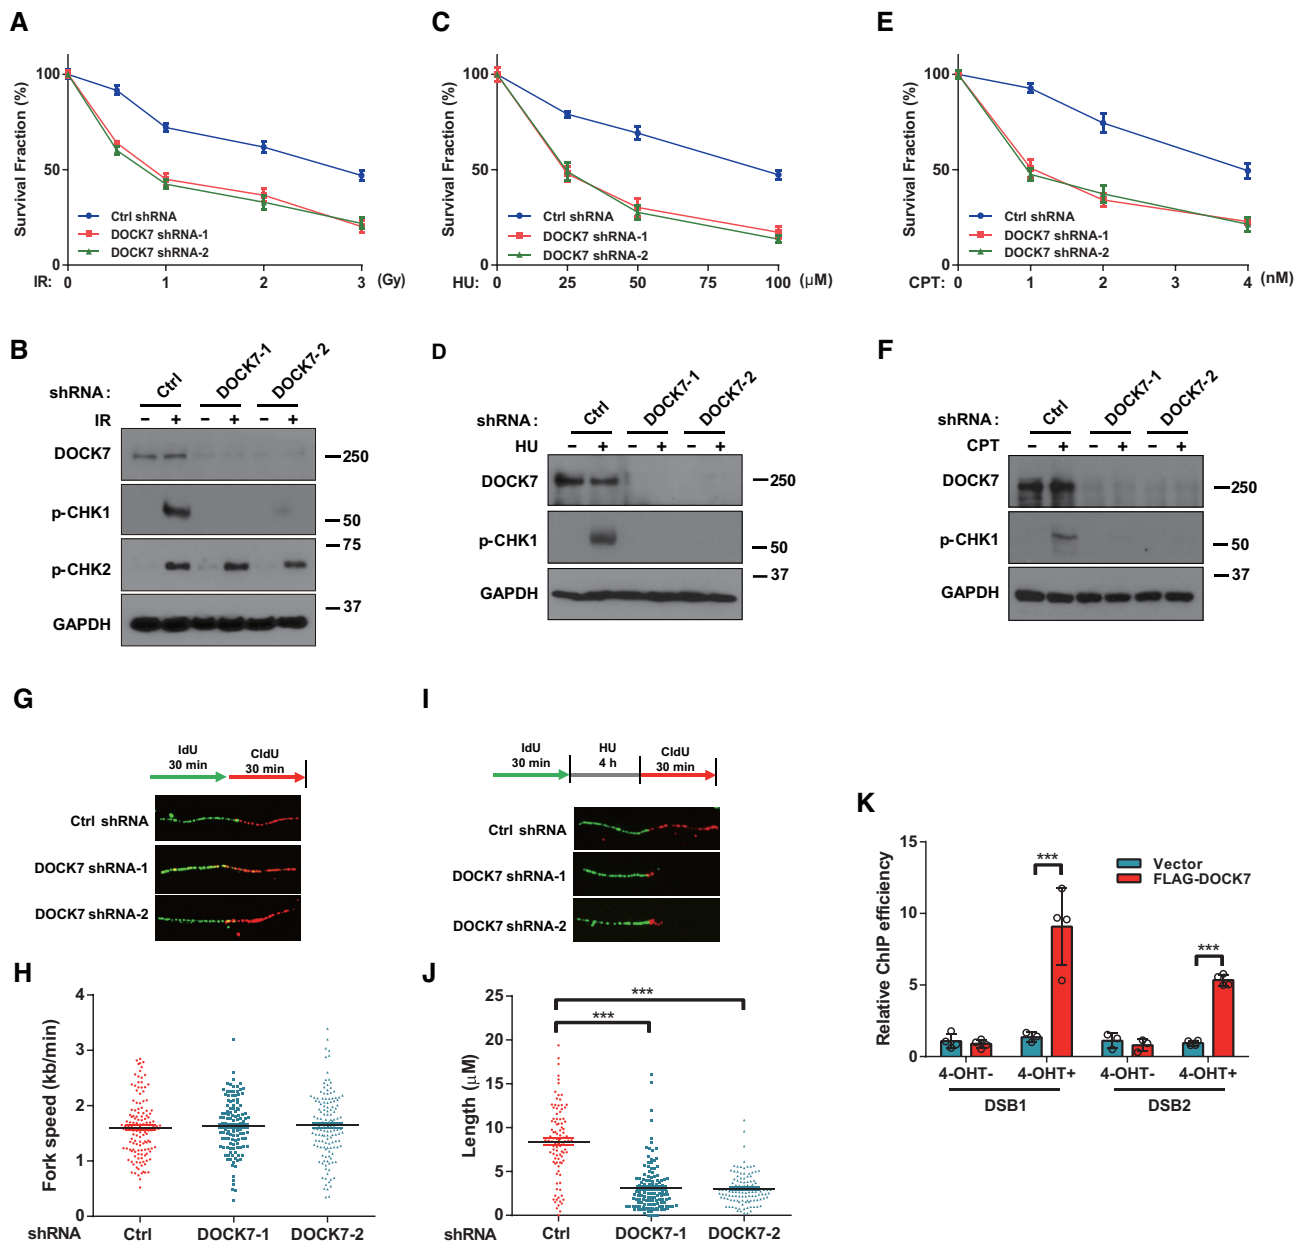 A
Survival Fraction (%)
100
50
0
Ctrl shRNA
DOCK7 shRNA-1
DOCK7 shRNA-2
IR: 0 1 2 3 (Gy)
C
Survival Fraction (%)
100
50
0
Ctrl shRNA
DOCK7 shRNA-1
DOCK7 shRNA-2
HU: 0 25 50 75 100 (μM)
E
Survival Fraction (%)
100
50
0
Ctrl shRNA
DOCK7 shRNA-1
DOCK7 shRNA-2
CPT: 0 1 2 3 4 (nM)
B
shRNA: Ctrl DOCK7-1 DOCK7-2
IR − + − + − +
DOCK7 250
p-CHK1 50
p-CHK2 75
GAPDH 37
D
shRNA: Ctrl DOCK7-1 DOCK7-2
HU − + − + − +
DOCK7 250
p-CHK1 50
GAPDH 37
F
shRNA: Ctrl DOCK7-1 DOCK7-2
CPT − + − + − +
DOCK7 250
p-CHK1 50
GAPDH 37
G
IdU CldU
30 min 30 min
Ctrl shRNA
DOCK7 shRNA-1
DOCK7 shRNA-2
I
IdU HU CldU
30 min 4 h 30 min
Ctrl shRNA
DOCK7 shRNA-1
DOCK7 shRNA-2
H
Fork speed (kb/min)
4
3
2
1
0
shRNA Ctrl DOCK7-1 DOCK7-2
J
Length (μM)
25
20
15
10
5
0
***
***
shRNA Ctrl DOCK7-1 DOCK7-2
K
Relative ChIP efficiency
15
10
5
0
Vector
FLAG-DOCK7
***
***
4-OHT- 4-OHT+ 4-OHT- 4-OHT+
DSB1 DSB2